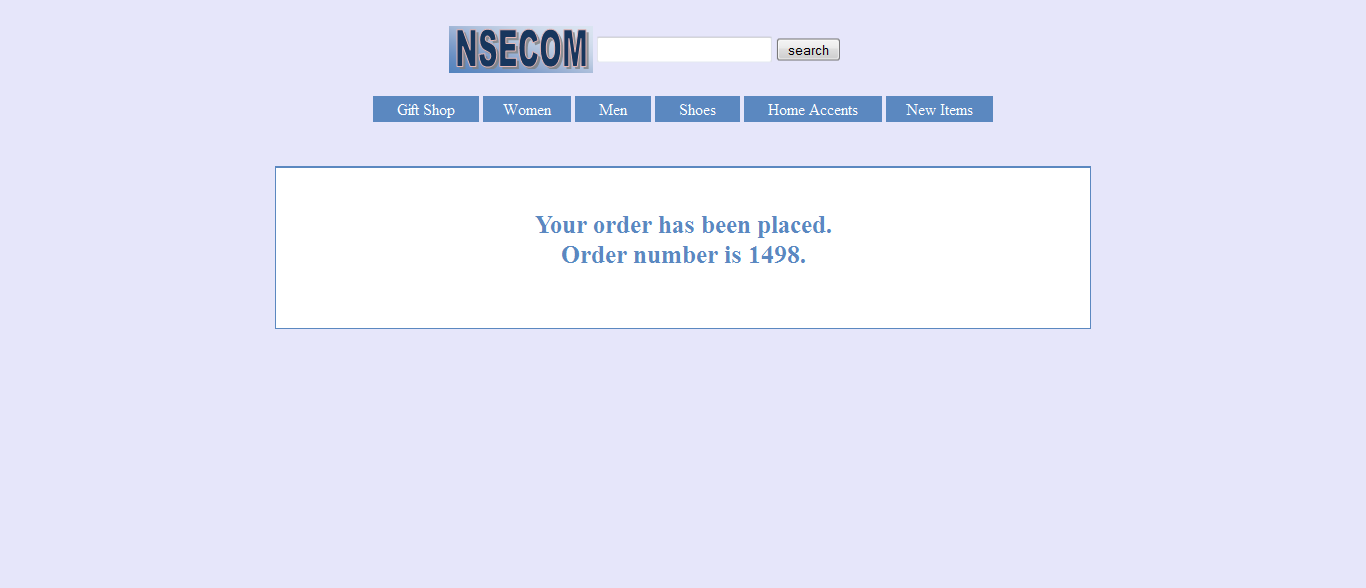 NSECOM search
Gift Shop Women Men Shoes Home Accents New Items
Your order has been placed.
Order number is 1498.